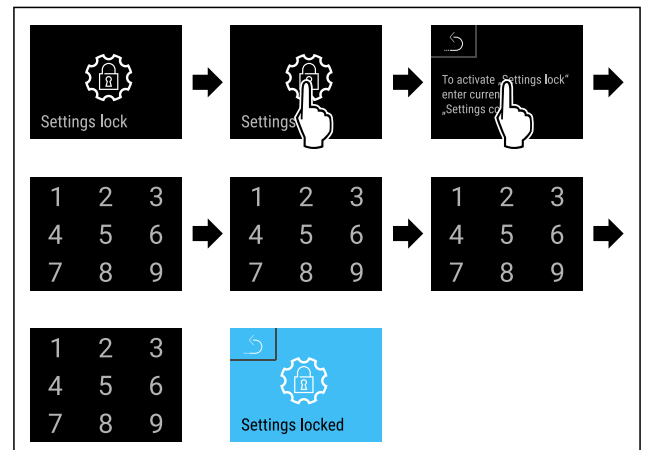 Settings lock
Settings
To activate „Settings lock“
enter curren
„Settings co
1 2 3
4 5 6
7 8 9
1 2 3
4 5 6
7 8 9
1 2 3
4 5 6
7 8 9
1 2 3
4 5 6
7 8 9
Settings locked